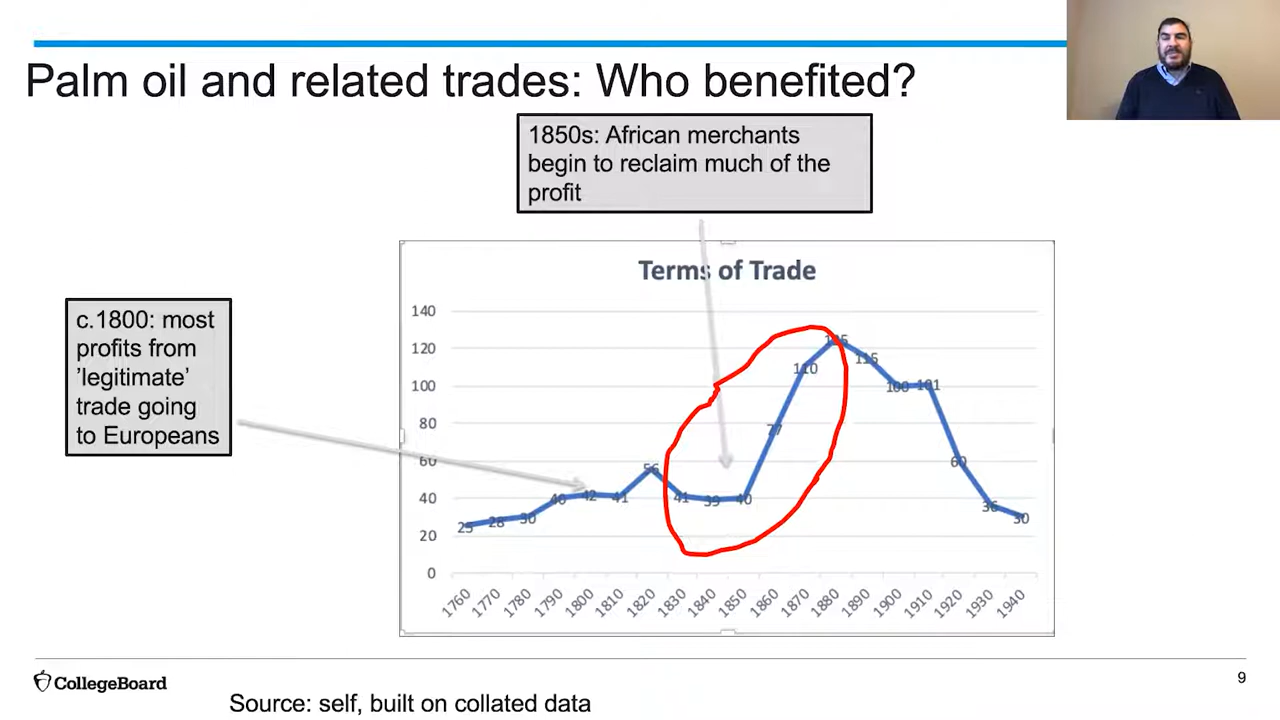 Palm oil and related trades: Who benefited?
1850s: African merchants
begin to reclaim much of the
profit
c.1800: most
profits from
’legitimate’
trade going
to Europeans
Terms of Trade
140
120
100
80
60
40
20
0
25 28 30 40 42 41 56 41 39 40 77 110 125 115 100 101 60 36 30
1760 1770 1780 1790 1800 1810 1820 1830 1840 1850 1860 1870 1880 1890 1900 1910 1920 1930 1940
CollegeBoard
9
Source: self, built on collated data